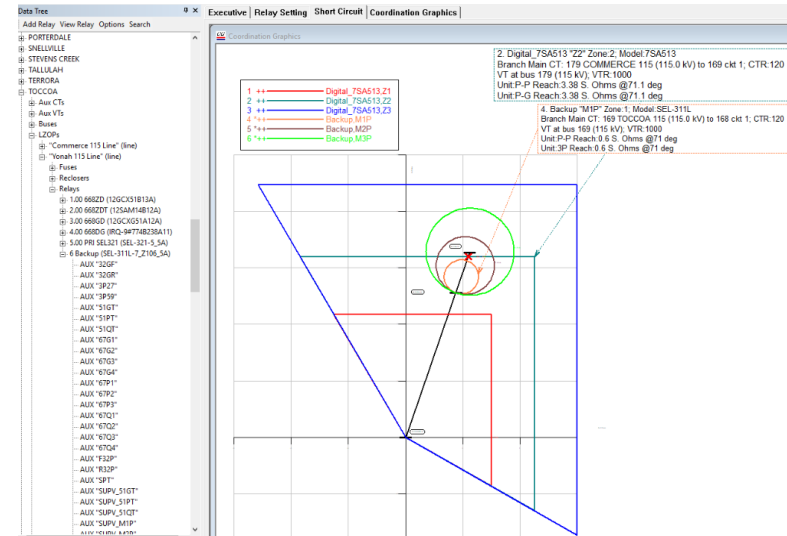 Data Tree
Add Relay View Relay Options Search
PORTERDALE
SNELLVILLE
STEVENS CREEK
TALLULAH
TERRORA
TOCCOA
Aux CTs
Aux VTs
Buses
LZOPs
"Commerce 115 Line" (line)
"Yonah 115 Line" (line)
Fuses
Reclosers
Relays
1.00 668ZD (12GCX51B13A)
2.00 668ZDT (12SAM14B12A)
3.00 668GD (12GCXG51A12A)
4.00 668DG (IRQ-9#774B238A11)
5.00 PRI SEL321 (SEL-321-5_5A)
6 Backup (SEL-311L-7_Z106_5A)
AUX "32GF"
AUX "32GR"
AUX "3P27"
AUX "3P59"
AUX "51GT"
AUX "51PT"
AUX "51QT"
AUX "67G1"
AUX "67G2"
AUX "67G3"
AUX "67G4"
AUX "67P1"
AUX "67P2"
AUX "67P3"
AUX "67Q1"
AUX "67Q2"
AUX "67Q3"
AUX "67Q4"
AUX "F32P"
AUX "R32P"
AUX "SPT"
AUX "SUPV_51GT"
AUX "SUPV_51PT"
AUX "SUPV_51QT"
AUX "SUPV_M1P"
AUX "SUPV_M2P"
Executive Relay Setting Short Circuit Coordination Graphics
CG Coordination Graphics
1 ++ Digital_7SA513,Z1
2 ++ Digital_7SA513,Z2
3 ++ Digital_7SA513,Z3
4 *++ Backup,M1P
5 *++ Backup,M2P
6 *++ Backup,M3P
2. Digital_7SA513 "Z2" Zone:2; Model:7SA513
Branch Main CT: 179 COMMERCE 115 (115.0 kV) to 169 ckt 1; CTR:120
VT at bus 179 (115 kV); VTR:1000
Unit:P-P Reach:3.38 S. Ohms @71.1 deg
Unit:P-G Reach:3.38 S. Ohms @71.1 deg
4. Backup "M1P" Zone:1; Model:SEL-311L
Branch Main CT: 169 TOCCOA 115 (115.0 kV) to 168 ckt 1; CTR:120
VT at bus 169 (115 kV); VTR:1000
Unit:P-P Reach:0.6 S. Ohms @71 deg
Unit:3P Reach:0.6 S. Ohms @71 deg